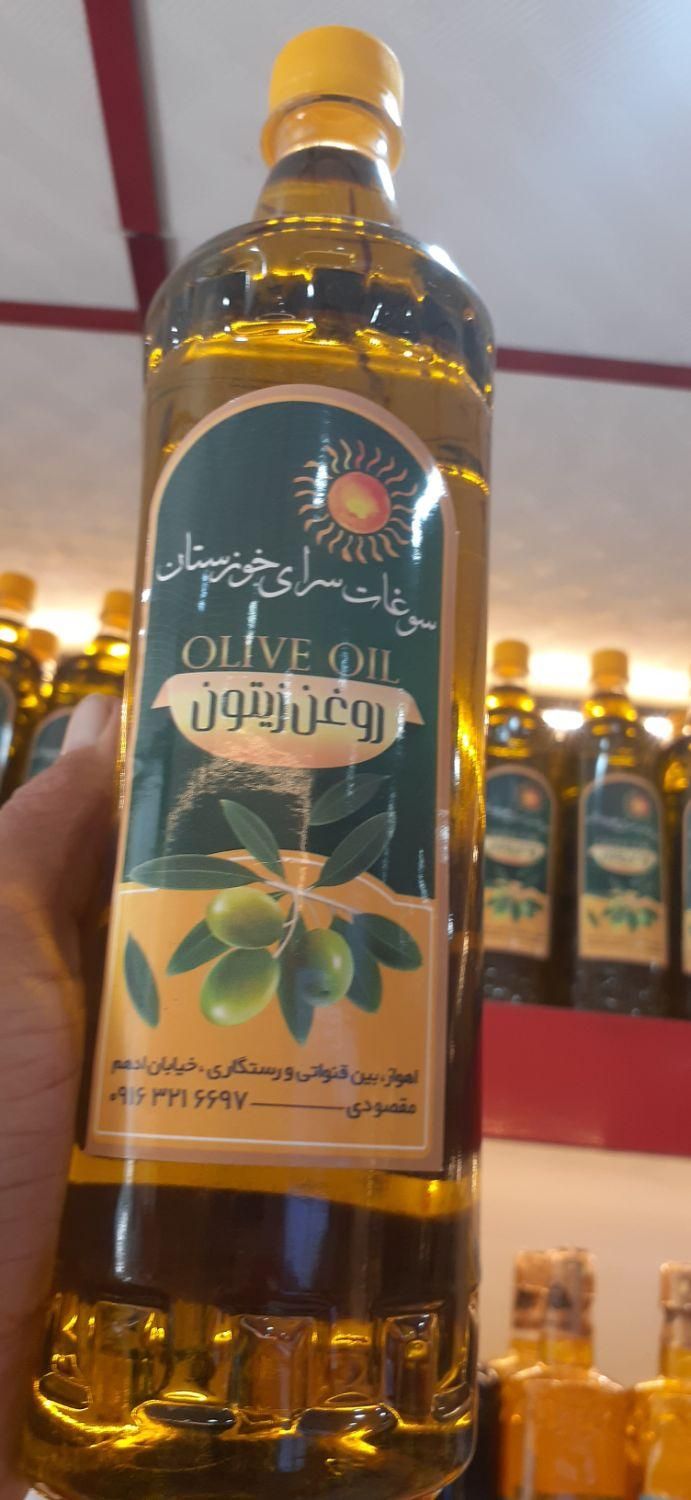 سوغات سرای خوزستان
OLIVE OIL
روغن زیتون
اهواز، بین قنواتی و رستگاری، خیابان ادهم
مقصودی ۰۹۱۶ ۳۲۱ ۶۶۹۷